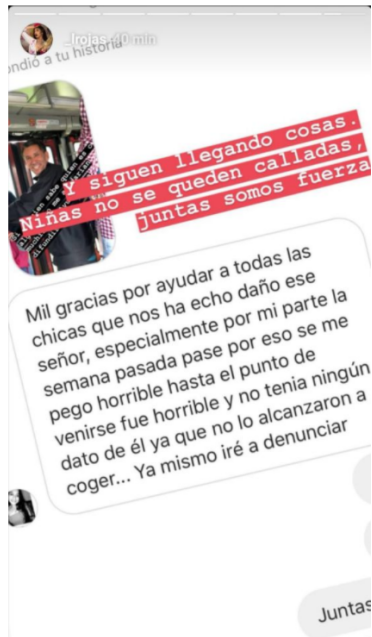 _lrojas 40 min
ondió a tu historia
Y siguen llegando cosas.
Niñas no se queden calladas,
juntas somos fuerza
Mil gracias por ayudar a todas las
chicas que nos ha echo daño ese
señor, especialmente por mi parte la
semana pasada pase por eso se me
pego horrible hasta el punto de
venirse fue horrible y no tenia ningún
dato de él ya que no lo alcanzaron a
coger... Ya mismo iré a denunciar
Juntas